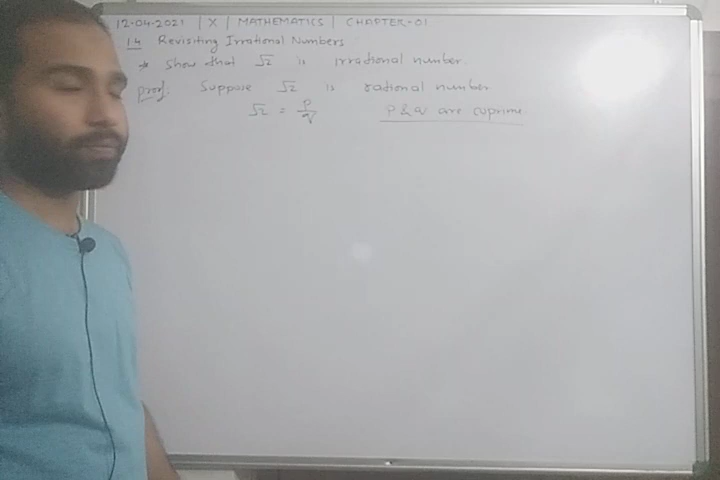 12-04-2021 | X | MATHEMATICS | CHAPTER-01
1.4 Revisiting Irrational Numbers
* Show that √2 is irrational number.
proof: Suppose √2 is rational number
√2 = p/q P & q are coprime